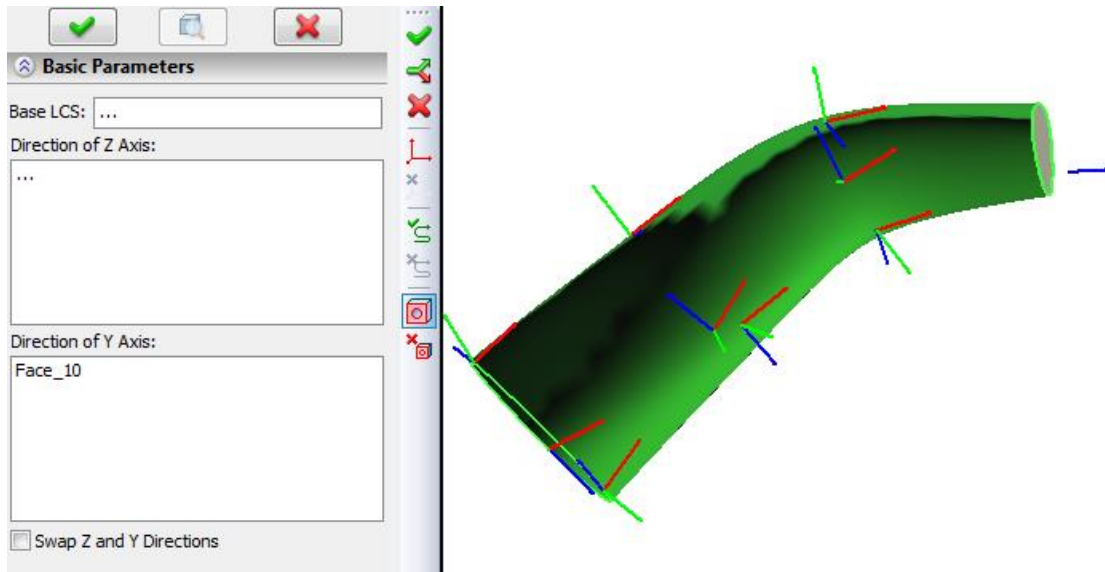 Basic Parameters
Base LCS: ...
Direction of Z Axis:
...
Direction of Y Axis:
Face_10
Swap Z and Y Directions